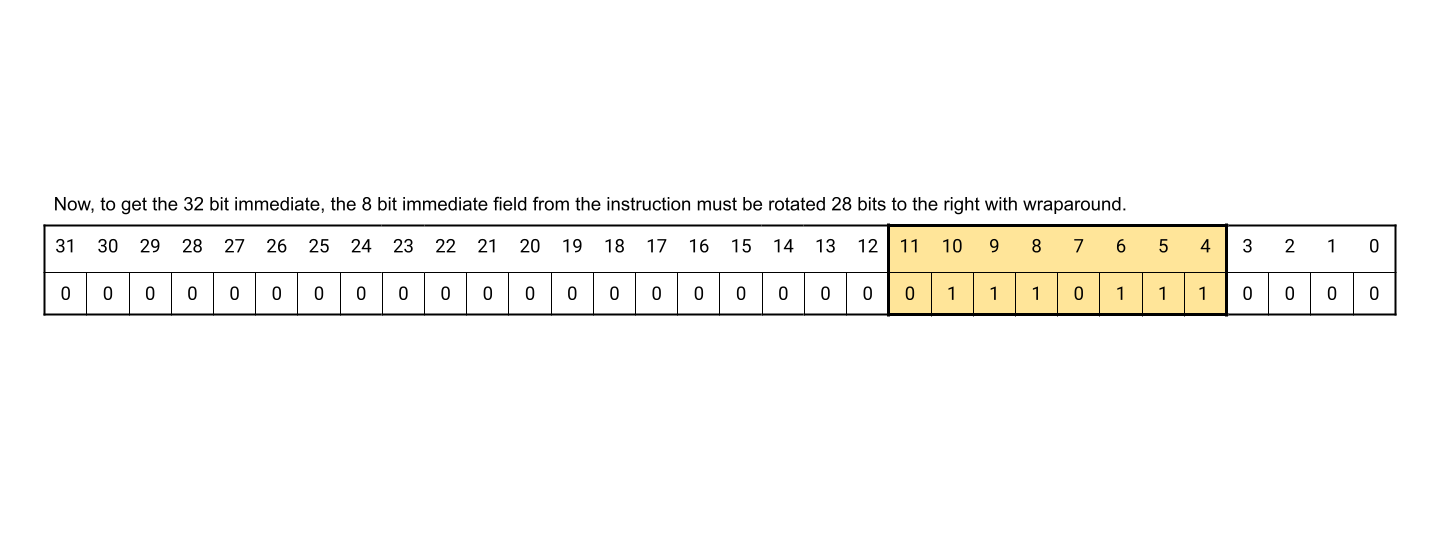 Now, to get the 32 bit immediate, the 8 bit immediate field from the instruction must be rotated 28 bits to the right with wraparound.
31 30 29 28 27 26 25 24 23 22 21 20 19 18 17 16 15 14 13 12 11 10 9 8 7 6 5 4 3 2 1 0
0 0 0 0 0 0 0 0 0 0 0 0 0 0 0 0 0 0 0 0 0 1 1 1 0 1 1 1 0 0 0 0